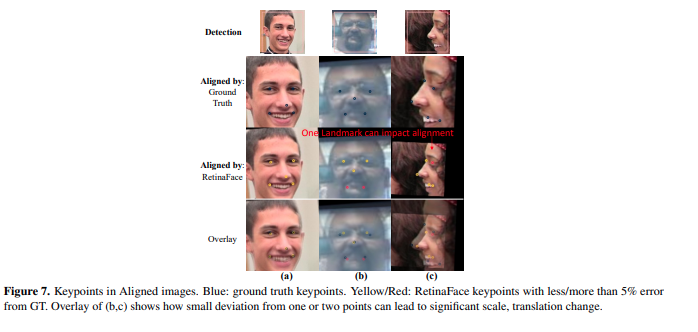 Detection
Aligned by:
Ground
Truth
One Landmark can impact alignment
Aligned by:
RetinaFace
Overlay
(a) (b) (c)
Figure 7. Keypoints in Aligned images. Blue: ground truth keypoints. Yellow/Red: RetinaFace keypoints with less/more than 5% error
from GT. Overlay of (b,c) shows how small deviation from one or two points can lead to significant scale, translation change.